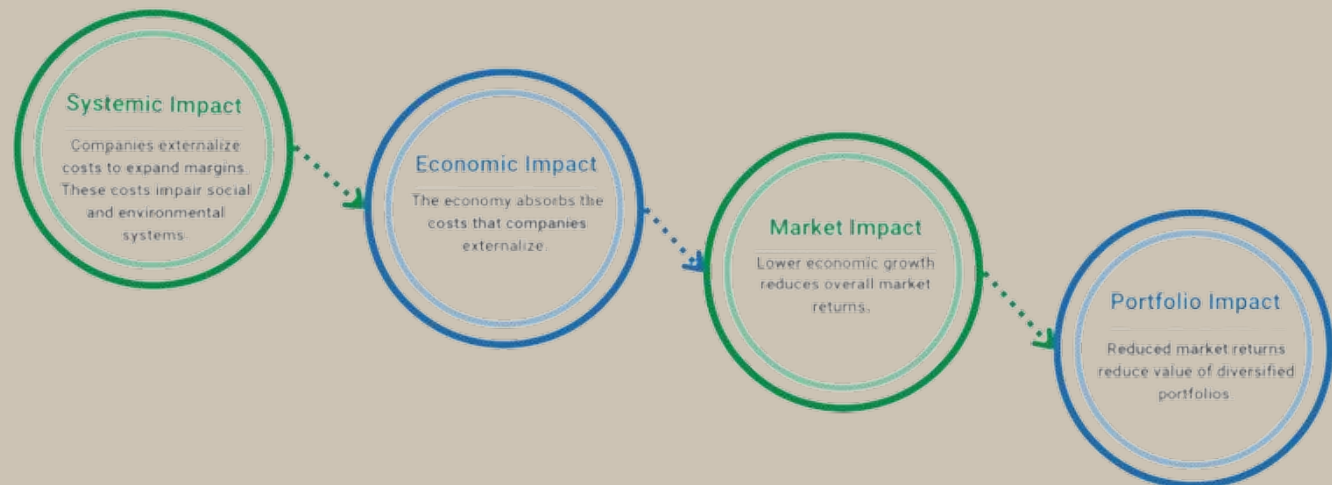 Systemic Impact
Companies externalize
costs to expand margins.
These costs impair social
and environmental
systems.
Economic Impact
The economy absorbs the
costs that companies
externalize.
Market Impact
Lower economic growth
reduces overall market
returns.
Portfolio Impact
Reduced market returns
reduce value of diversified
portfolios